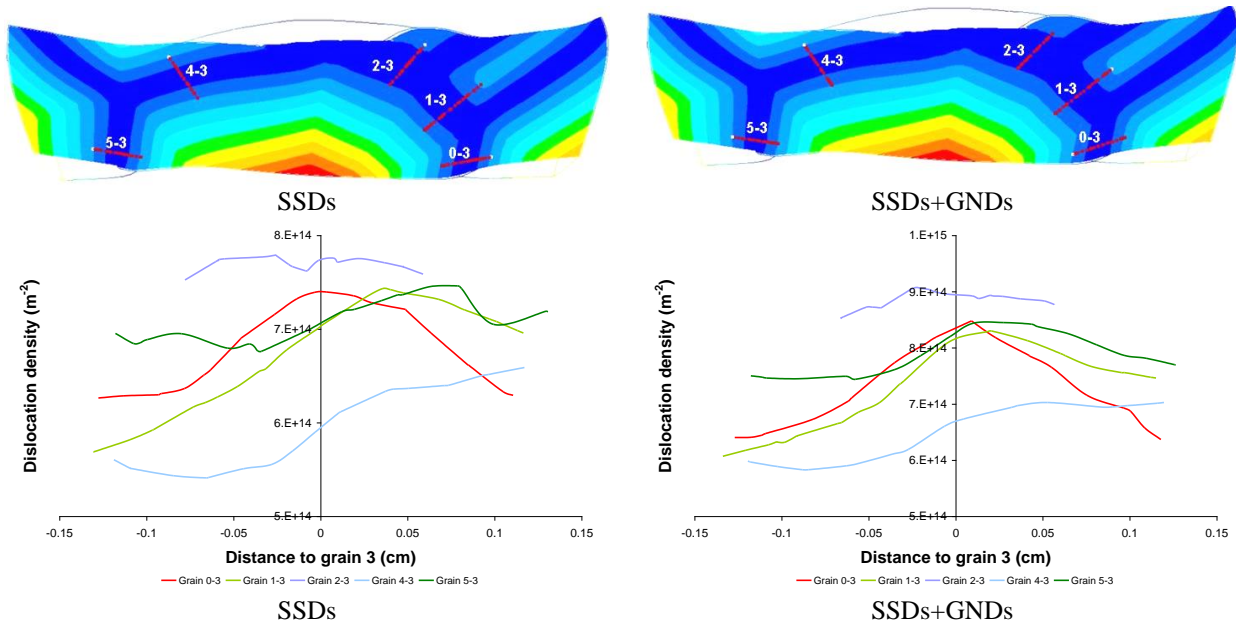 4-3
2-3
1-3
5-3
0-3
SSDs
4-3
2-3
1-3
5-3
0-3
SSDs+GNDs
8.E+14
7.E+14
6.E+14
5.E+14
-0.15 -0.1 -0.05 0 0.05 0.1 0.15
Dislocation density (m-2)
Distance to grain 3 (cm)
Grain 0-3 Grain 1-3 Grain 2-3 Grain 4-3 Grain 5-3
SSDs
1.E+15
9.E+14
8.E+14
7.E+14
6.E+14
5.E+14
-0.15 -0.1 -0.05 0 0.05 0.1 0.15
Dislocation density (m-2)
Distance to grain 3 (cm)
Grain 0-3 Grain 1-3 Grain 2-3 Grain 4-3 Grain 5-3
SSDs+GNDs